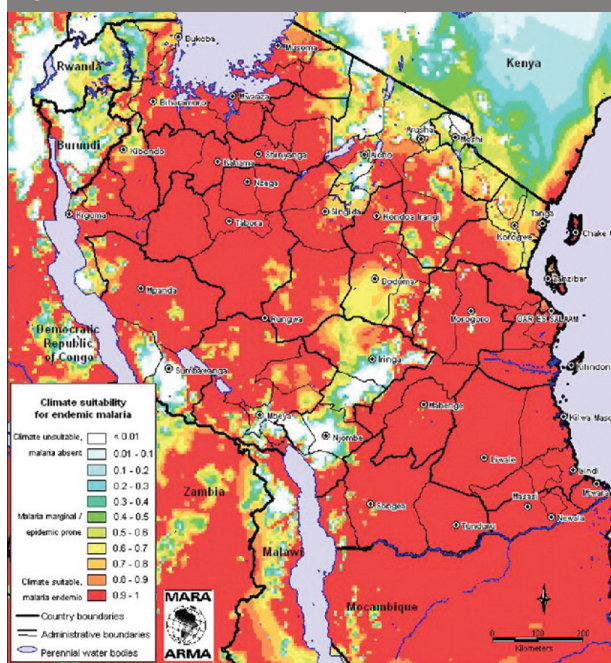 Bukoba
Musoma
Rwanda
Kenya
Biharamulo
Mwanza
Burundi
Arusha
Moshi
Kibondo
Shinyanga
Kahama
Nzega
Kigoma
Singida
Kondoa Irangi
Tanga
Tabora
Korogwe
Chake
Mpanda
Dodoma
Zanzibar
Morogoro
DAR ES SALAAM
Rungwa
Democratic
Republic
of Congo
Iringa
Sumbawanga
Kilindon
Mahenge
Mbeya
Njombe
Kilwa Maso
Liwale
Zambia
Lindi
Mtwara
Masasi
Songea
Newala
Tunduru
Malawi
Mocambique
Climate suitability
for endemic malaria
Climate unsuitable,
malaria absent
< 0.01
0.01 - 0.1
0.1 - 0.2
0.2 - 0.3
0.3 - 0.4
Malaria marginal /
epidemic prone
0.4 - 0.5
0.5 - 0.6
0.6 - 0.7
0.7 - 0.8
Climate suitable,
malaria endemic
0.8 - 0.9
0.9 - 1
Country boundaries
Administrative boundaries
Perennial water bodies
MARA
ARMA
0 100 200
Kilometers